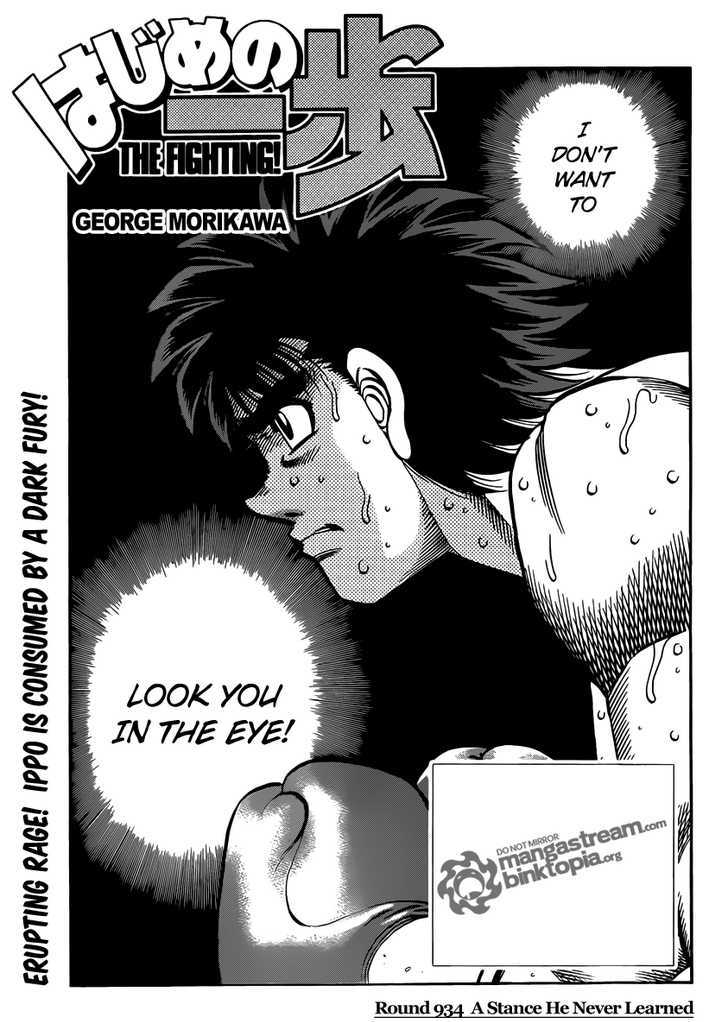 はじめの一歩
THE FIGHTING!
GEORGE MORIKAWA
I
DON'T
WANT
TO
ERUPTING RAGE! IPPO IS CONSUMED BY A DARK FURY!
LOOK YOU
IN THE EYE!
DO NOT MIRROR
mangastream.com
binktopia.org
Round 934 A Stance He Never Learned